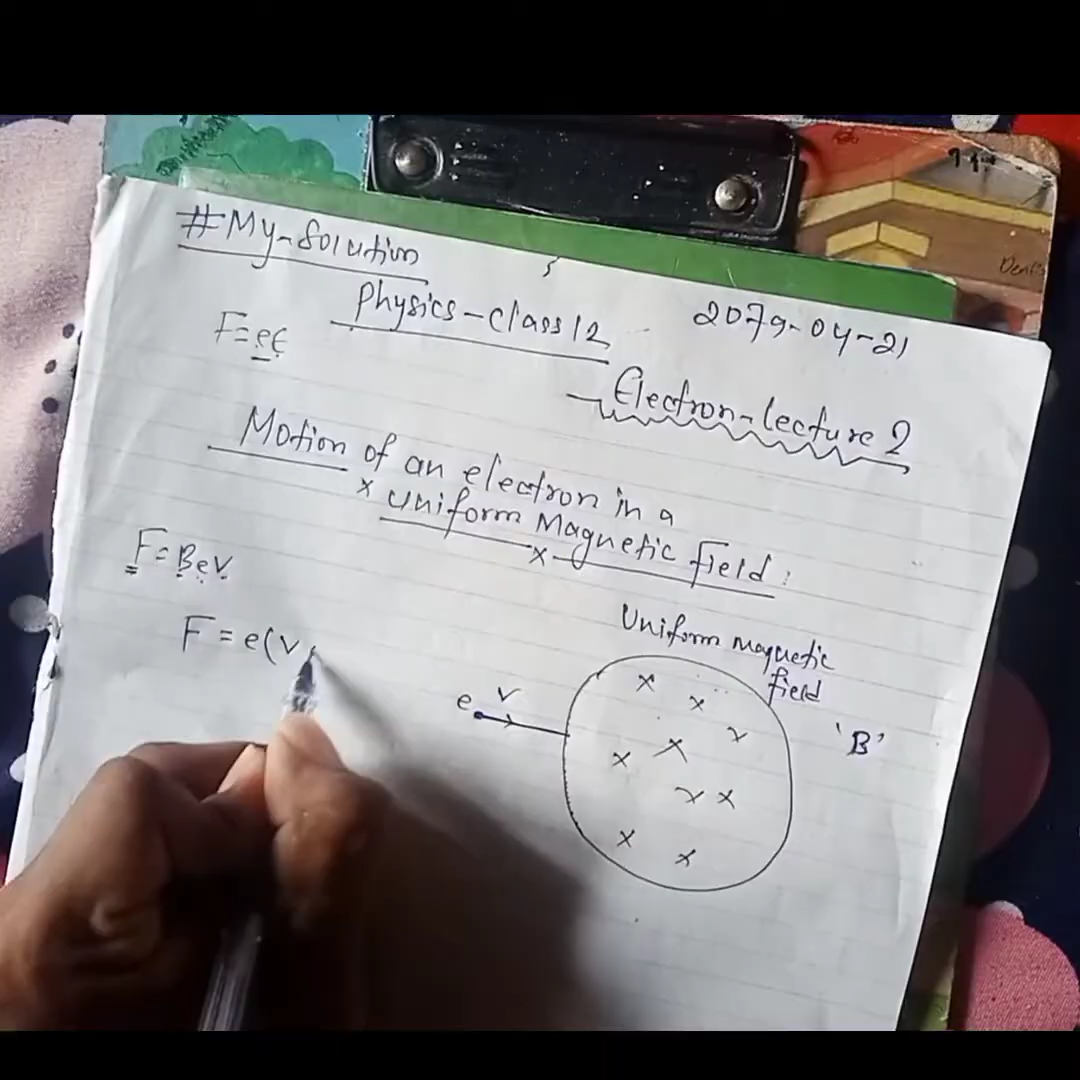 #My-Solution
Physics-class 12
2079-04-21
F=eE
Electron-lecture 2
Motion of an electron in a
uniform Magnetic field:
F=BeV
F = e(v
Uniform magnetic
field
'B'
e
v